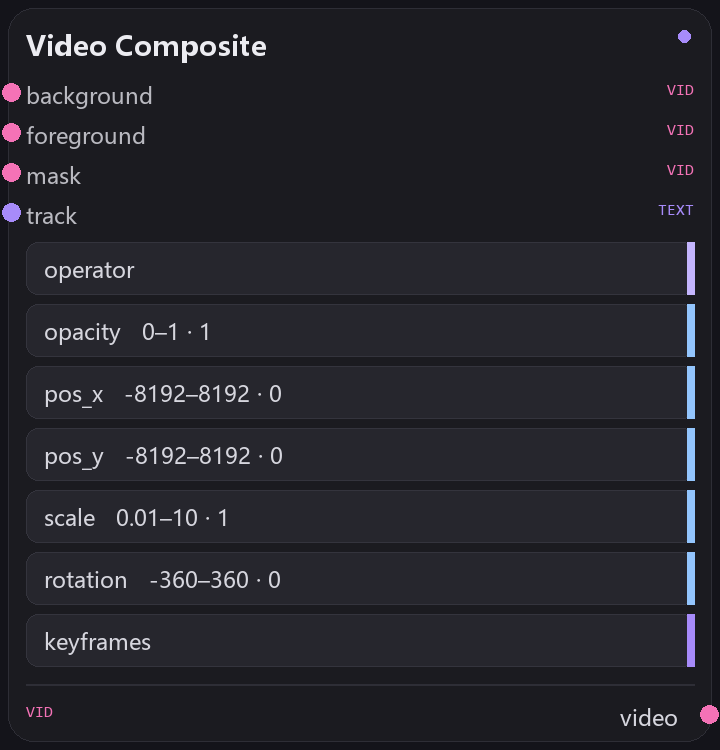 Video Composite
background VID
foreground VID
mask VID
track TEXT
operator
opacity 0–1 · 1
pos_x -8192–8192 · 0
pos_y -8192–8192 · 0
scale 0.01–10 · 1
rotation -360–360 · 0
keyframes
VID video